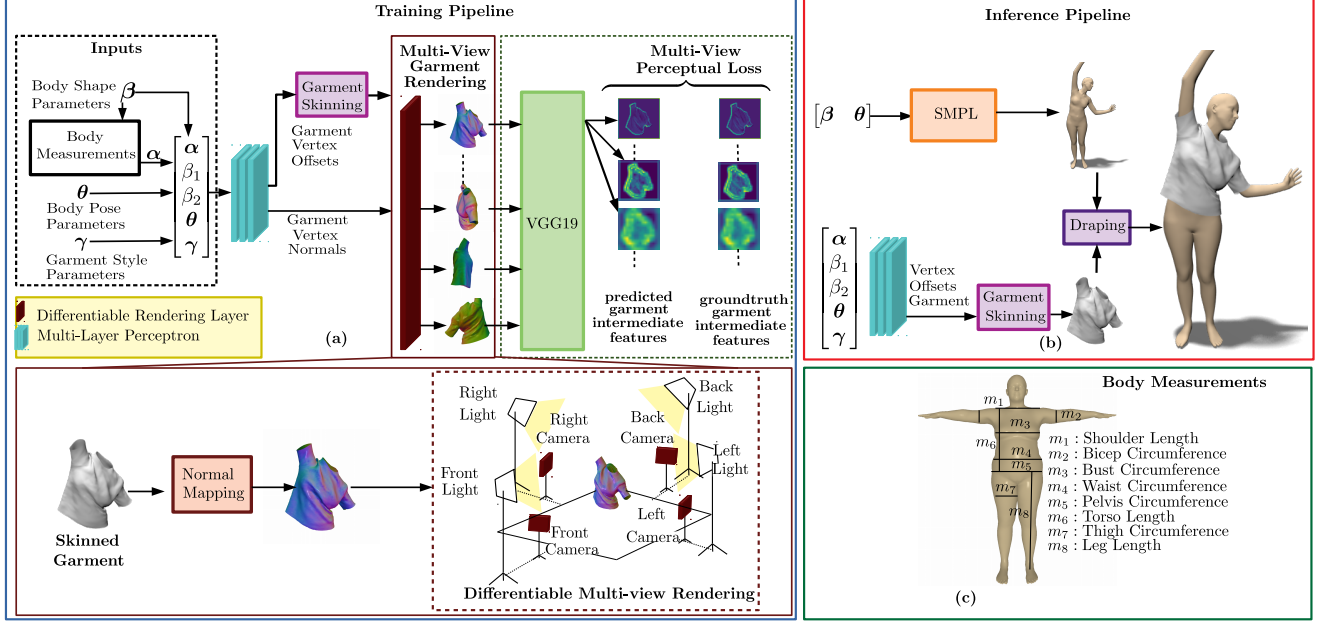 Training Pipeline
Inputs
Body Shape
Parameters
β
Body
Measurements
α
θ
Body Pose
Parameters
γ
Garment Style
Parameters
α
β1
β2
θ
γ
Garment
Skinning
Garment
Vertex
Offsets
Garment
Vertex
Normals
Multi-View
Garment
Rendering
VGG19
Multi-View
Perceptual Loss
predicted
garment
intermediate
features
groundtruth
garment
intermediate
features
Differentiable Rendering Layer
Multi-Layer Perceptron
(a)
Skinned
Garment
Normal
Mapping
Right
Light
Right
Camera
Back
Camera
Back
Light
Left
Light
Front
Light
Front
Camera
Left
Camera
Differentiable Multi-view Rendering
Inference Pipeline
[β θ]
SMPL
Draping
α
β1
β2
θ
γ
Vertex
Offsets
Garment
Garment
Skinning
(b)
Body Measurements
m1
m2
m3
m6
m4
m5
m7
m8
m1 : Shoulder Length
m2 : Bicep Circumference
m3 : Bust Circumference
m4 : Waist Circumference
m5 : Pelvis Circumference
m6 : Torso Length
m7 : Thigh Circumference
m8 : Leg Length
(c)